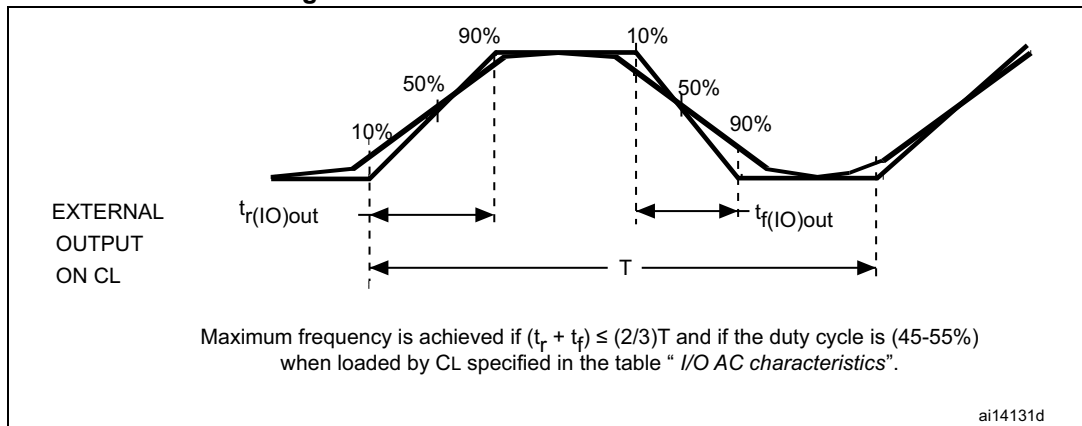 90%
10%
50%
50%
10%
90%
EXTERNAL
OUTPUT
ON CL
tr(IO)out
tf(IO)out
T
Maximum frequency is achieved if (tr + tf) ≤ (2/3)T and if the duty cycle is (45-55%)
when loaded by CL specified in the table “ I/O AC characteristics”.
ai14131d